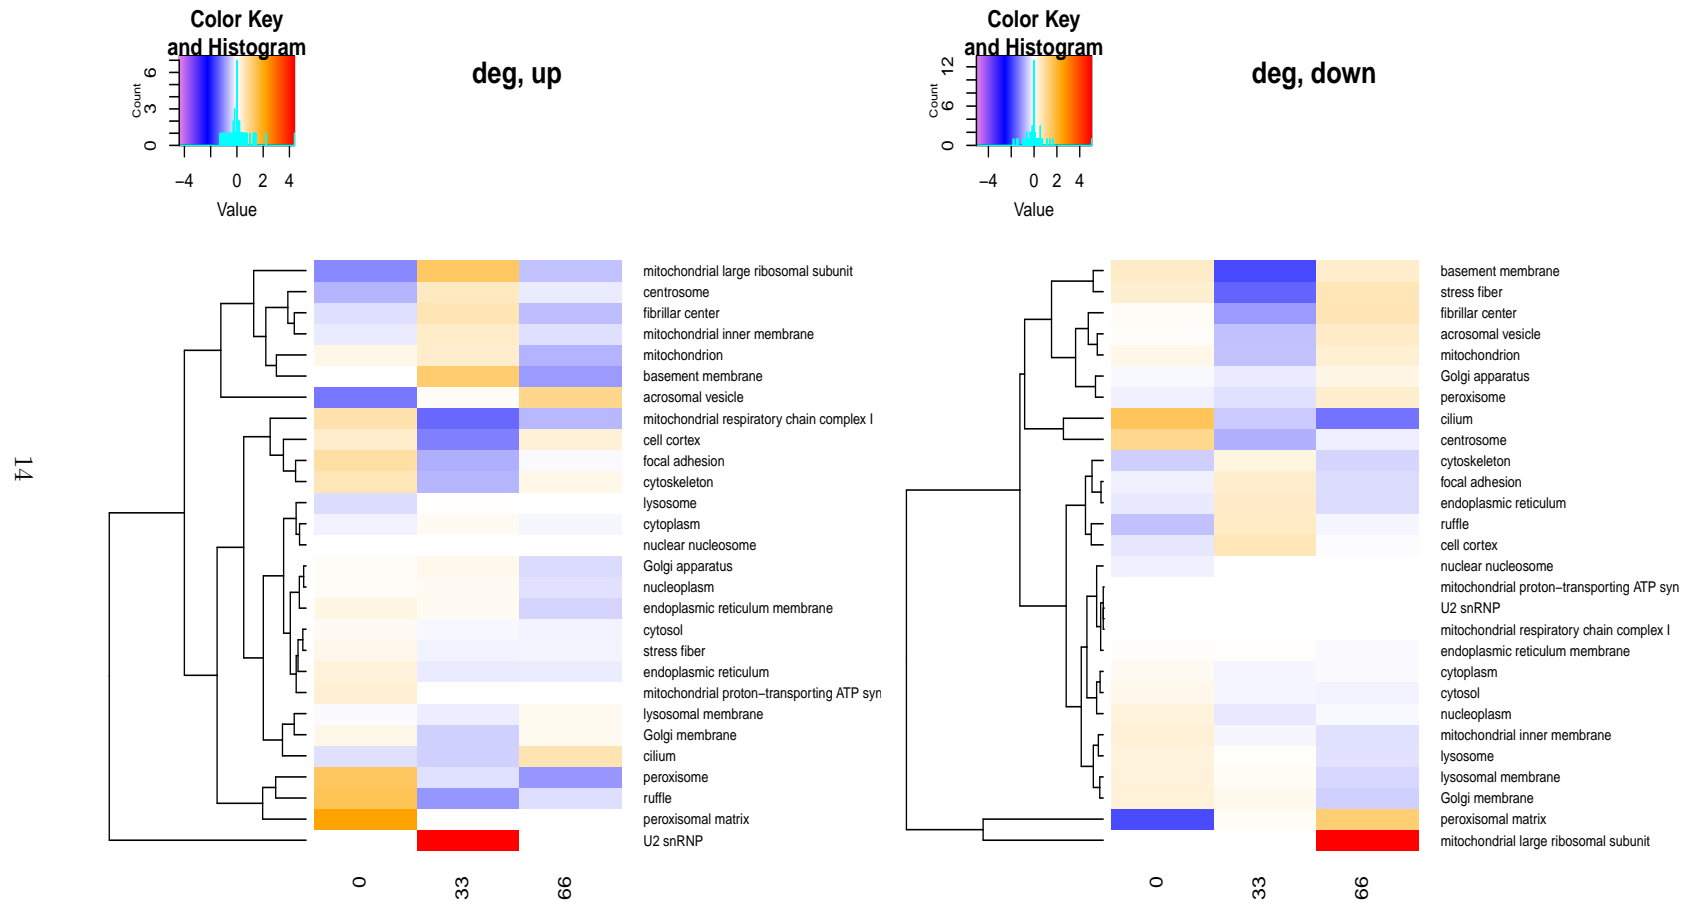 Color Key
and Histogram
Count
0 3 6
−4 0 2 4
Value
deg, up
mitochondrial large ribosomal subunit
centrosome
fibrillar center
mitochondrial inner membrane
mitochondrion
basement membrane
acrosomal vesicle
mitochondrial respiratory chain complex I
cell cortex
focal adhesion
cytoskeleton
lysosome
cytoplasm
nuclear nucleosome
Golgi apparatus
nucleoplasm
endoplasmic reticulum membrane
cytosol
stress fiber
endoplasmic reticulum
mitochondrial proton−transporting ATP syn
lysosomal membrane
Golgi membrane
cilium
peroxisome
ruffle
peroxisomal matrix
U2 snRNP
0 33 66
Color Key
and Histogram
Count
0 6 12
−4 0 2 4
Value
deg, down
basement membrane
stress fiber
fibrillar center
acrosomal vesicle
mitochondrion
Golgi apparatus
peroxisome
cilium
centrosome
cytoskeleton
focal adhesion
endoplasmic reticulum
ruffle
cell cortex
nuclear nucleosome
mitochondrial proton−transporting ATP syn
U2 snRNP
mitochondrial respiratory chain complex I
endoplasmic reticulum membrane
cytoplasm
cytosol
nucleoplasm
mitochondrial inner membrane
lysosome
lysosomal membrane
Golgi membrane
peroxisomal matrix
mitochondrial large ribosomal subunit
0 33 66
14